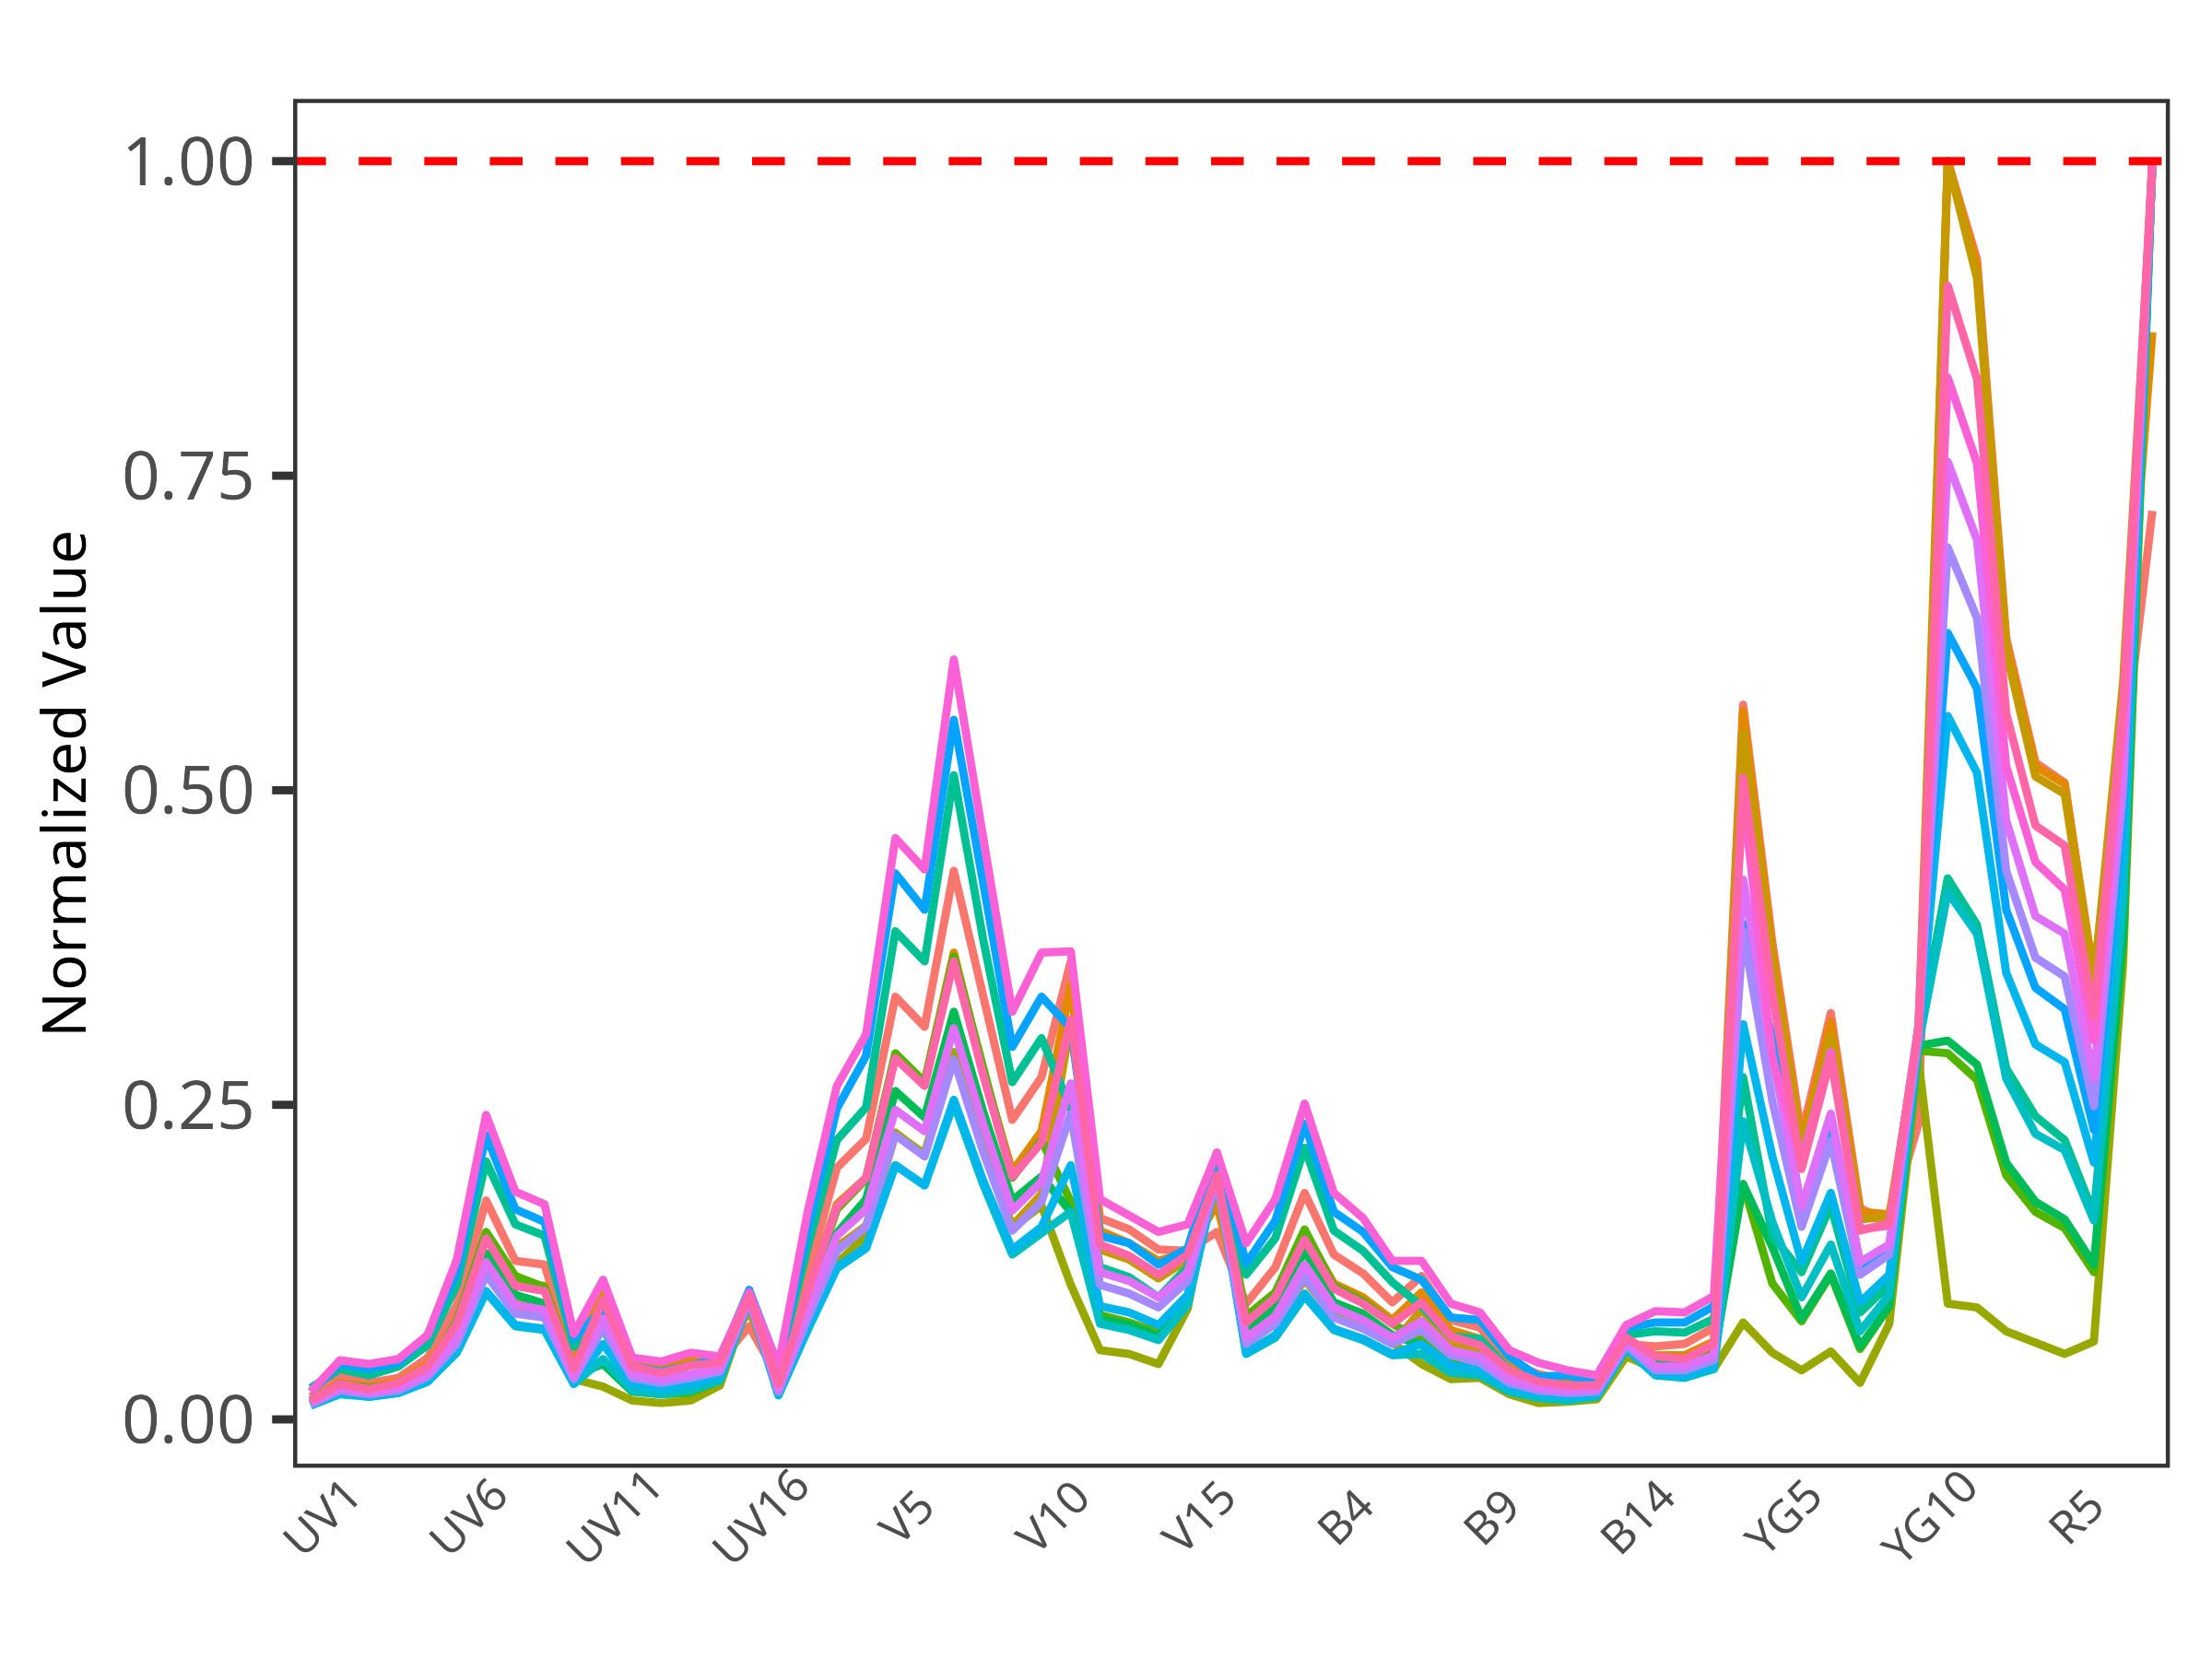 Normalized Value
1.00
0.75
0.50
0.25
0.00
UV1
UV6
UV11
UV16
V5
V10
V15
B4
B9
B14
YG5
YG10
R5